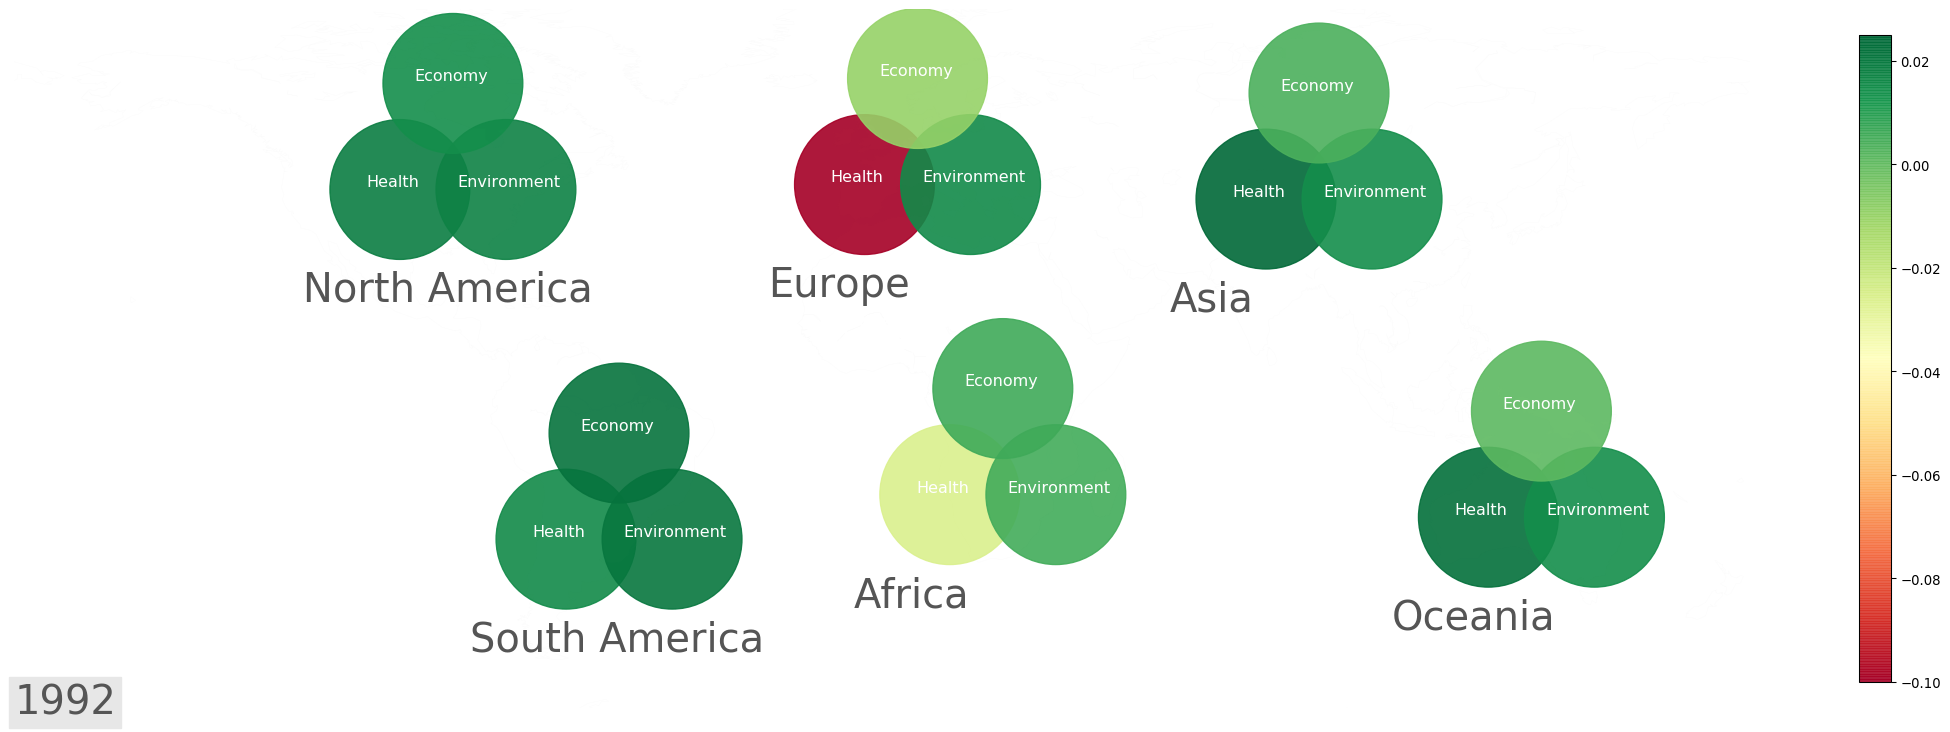 Economy
Health
Environment
North America
Economy
Health
Environment
Europe
Economy
Health
Environment
Asia
Economy
Health
Environment
South America
Economy
Health
Environment
Africa
Economy
Health
Environment
Oceania
1992
0.02
0.00
−0.02
−0.04
−0.06
−0.08
−0.10